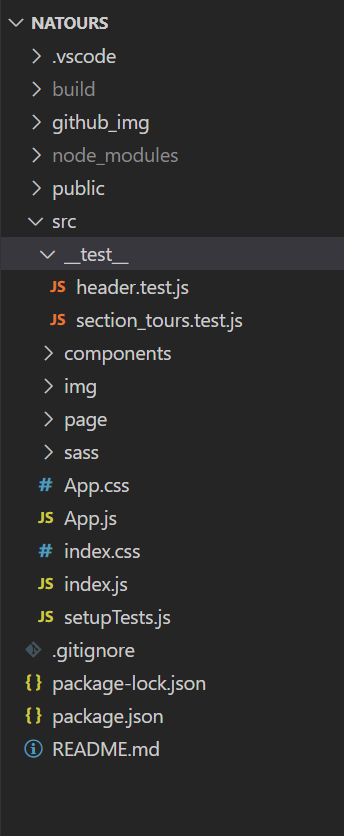 NATOURS
.vscode
build
github_img
node_modules
public
src
__test__
JS header.test.js
JS section_tours.test.js
components
img
page
sass
# App.css
JS App.js
# index.css
JS index.js
JS setupTests.js
.gitignore
{} package-lock.json
{} package.json
README.md